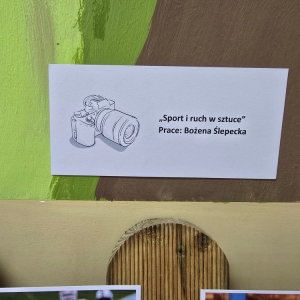 „Sport i ruch w sztuce”
Prace: Bożena Ślepecka